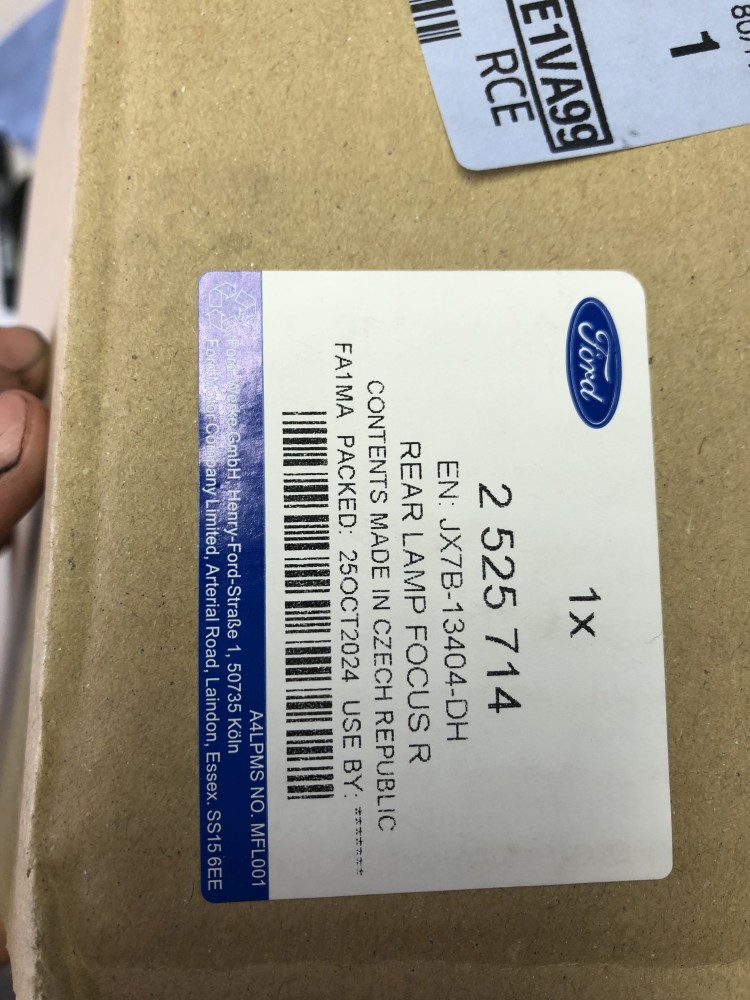 E1VA99
RCE
1
Ford
1x
2 525 714
EN: JX7B-13404-DH
REAR LAMP FOCUS R
CONTENTS MADE IN CZECH REPUBLIC
FA1MA PACKED: 25OCT2024 USE BY: *******
A4LPMS NO. MFL001
Ford-Werke GmbH, Henry-Ford-Straße 1, 50735 Köln
Ford Motor Company Limited, Arterial Road, Laindon, Essex. SS15 6EE